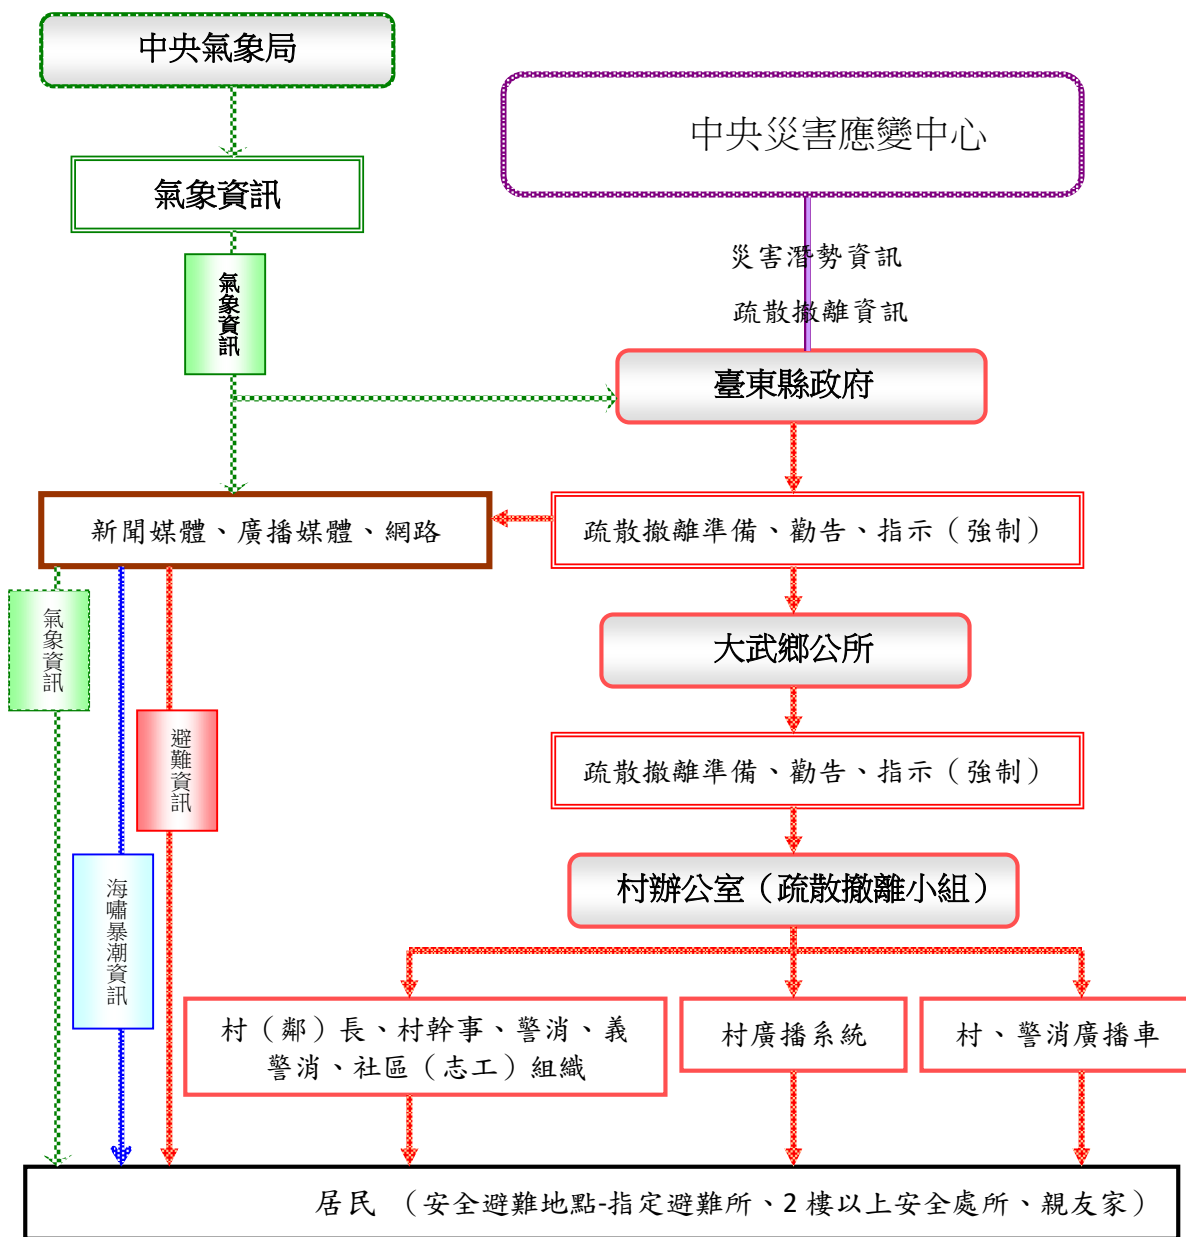 中央氣象局
中央災害應變中心
氣象資訊
災害潛勢資訊
氣象資訊
疏散撤離資訊
臺東縣政府
新聞媒體、廣播媒體、網路
疏散撤離準備、勸告、指示（強制）
氣象資訊
大武鄉公所
避難資訊
疏散撤離準備、勸告、指示（強制）
海嘯暴潮資訊
村辦公室（疏散撤離小組）
村（鄰）長、村幹事、警消、義
警消、社區（志工）組織
村廣播系統
村、警消廣播車
居民 （安全避難地點-指定避難所、2 樓以上安全處所、親友家）